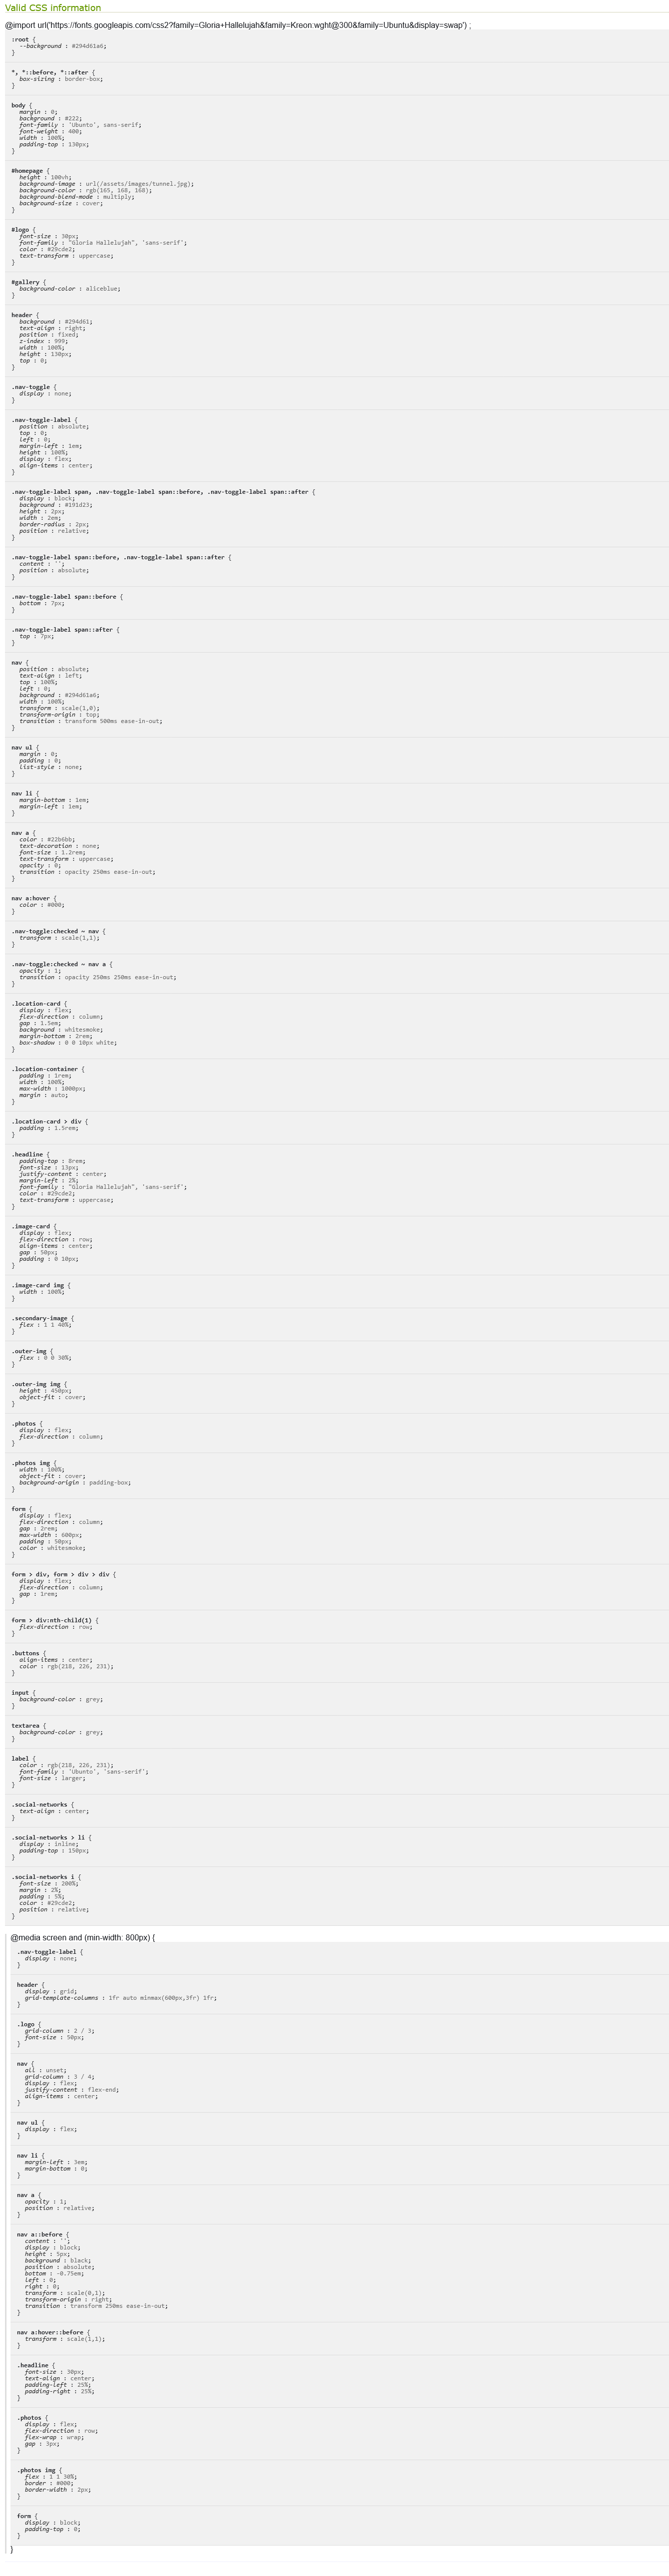 Valid CSS information
@import url('https://fonts.googleapis.com/css2?family=Gloria+Hallelujah&family=Kreon:wght@300&family=Ubuntu&display=swap') ;
:root {
--background : #294d61a6;
}
*, *::before, *::after {
box-sizing : border-box;
}
body {
margin : 0;
background : #222;
font-family : 'Ubunto', sans-serif;
font-weight : 400;
width : 100%;
padding-top : 130px;
}
#homepage {
height : 100vh;
background-image : url(/assets/images/tunnel.jpg);
background-color : rgb(165, 168, 168);
background-blend-mode : multiply;
background-size : cover;
}
#logo {
font-size : 30px;
font-family : "Gloria Hallelujah", 'sans-serif';
color : #29cde2;
text-transform : uppercase;
}
#gallery {
background-color : aliceblue;
}
header {
background : #294d61;
text-align : right;
position : fixed;
z-index : 999;
width : 100%;
height : 130px;
top : 0;
}
.nav-toggle {
display : none;
}
.nav-toggle-label {
position : absolute;
top : 0;
left : 0;
margin-left : 1em;
height : 100%;
display : flex;
align-items : center;
}
.nav-toggle-label span, .nav-toggle-label span::before, .nav-toggle-label span::after {
display : block;
background : #191d23;
height : 2px;
width : 2em;
border-radius : 2px;
position : relative;
}
.nav-toggle-label span::before, .nav-toggle-label span::after {
content : '';
position : absolute;
}
.nav-toggle-label span::before {
bottom : 7px;
}
.nav-toggle-label span::after {
top : 7px;
}
nav {
position : absolute;
text-align : left;
top : 100%;
left : 0;
background : #294d61a6;
width : 100%;
transform : scale(1,0);
transform-origin : top;
transition : transform 500ms ease-in-out;
}
nav ul {
margin : 0;
padding : 0;
list-style : none;
}
nav li {
margin-bottom : 1em;
margin-left : 1em;
}
nav a {
color : #22b6bb;
text-decoration : none;
font-size : 1.2rem;
text-transform : uppercase;
opacity : 0;
transition : opacity 250ms ease-in-out;
}
nav a:hover {
color : #000;
}
.nav-toggle:checked ~ nav {
transform : scale(1,1);
}
.nav-toggle:checked ~ nav a {
opacity : 1;
transition : opacity 250ms 250ms ease-in-out;
}
.location-card {
display : flex;
flex-direction : column;
gap : 1.5em;
background : whitesmoke;
margin-bottom : 2rem;
box-shadow : 0 0 10px white;
}
.location-container {
padding : 1rem;
width : 100%;
max-width : 1000px;
margin : auto;
}
.location-card > div {
padding : 1.5rem;
}
.headline {
padding-top : 8rem;
font-size : 13px;
justify-content : center;
margin-left : 2%;
font-family : "Gloria Hallelujah", 'sans-serif';
color : #29cde2;
text-transform : uppercase;
}
.image-card {
display : flex;
flex-direction : row;
align-items : center;
gap : 50px;
padding : 0 10px;
}
.image-card img {
width : 100%;
}
.secondary-image {
flex : 1 1 40%;
}
.outer-img {
flex : 0 0 30%;
}
.outer-img img {
height : 450px;
object-fit : cover;
}
.photos {
display : flex;
flex-direction : column;
}
.photos img {
width : 100%;
object-fit : cover;
background-origin : padding-box;
}
form {
display : flex;
flex-direction : column;
gap : 2rem;
max-width : 600px;
padding : 50px;
color : whitesmoke;
}
form > div, form > div > div {
display : flex;
flex-direction : column;
gap : 1rem;
}
form > div:nth-child(1) {
flex-direction : row;
}
.buttons {
align-items : center;
color : rgb(218, 226, 231);
}
input {
background-color : grey;
}
textarea {
background-color : grey;
}
label {
color : rgb(218, 226, 231);
font-family : 'Ubunto', 'sans-serif';
font-size : larger;
}
.social-networks {
text-align : center;
}
.social-networks > li {
display : inline;
padding-top : 150px;
}
.social-networks i {
font-size : 200%;
margin : 2%;
padding : 5%;
color : #29cde2;
position : relative;
}
@media screen and (min-width: 800px) {
.nav-toggle-label {
display : none;
}
header {
display : grid;
grid-template-columns : 1fr auto minmax(600px,3fr) 1fr;
}
.logo {
grid-column : 2 / 3;
font-size : 50px;
}
nav {
all : unset;
grid-column : 3 / 4;
display : flex;
justify-content : flex-end;
align-items : center;
}
nav ul {
display : flex;
}
nav li {
margin-left : 3em;
margin-bottom : 0;
}
nav a {
opacity : 1;
position : relative;
}
nav a::before {
content : '';
display : block;
height : 5px;
background : black;
position : absolute;
bottom : -0.75em;
left : 0;
right : 0;
transform : scale(0,1);
transform-origin : right;
transition : transform 250ms ease-in-out;
}
nav a:hover::before {
transform : scale(1,1);
}
.headline {
font-size : 30px;
text-align : center;
padding-left : 25%;
padding-right : 25%;
}
.photos {
display : flex;
flex-direction : row;
flex-wrap : wrap;
gap : 3px;
}
.photos img {
flex : 1 1 30%;
border : #000;
border-width : 2px;
}
form {
display : block;
padding-top : 0;
}
}